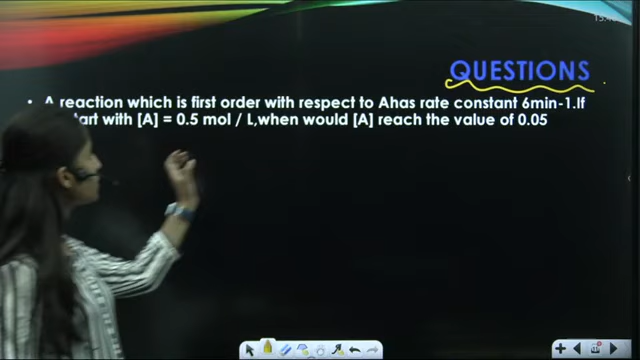 QUESTIONS
• A reaction which is first order with respect to Ahas rate constant 6min-1.If
tart with [A] = 0.5 mol / L,when would [A] reach the value of 0.05